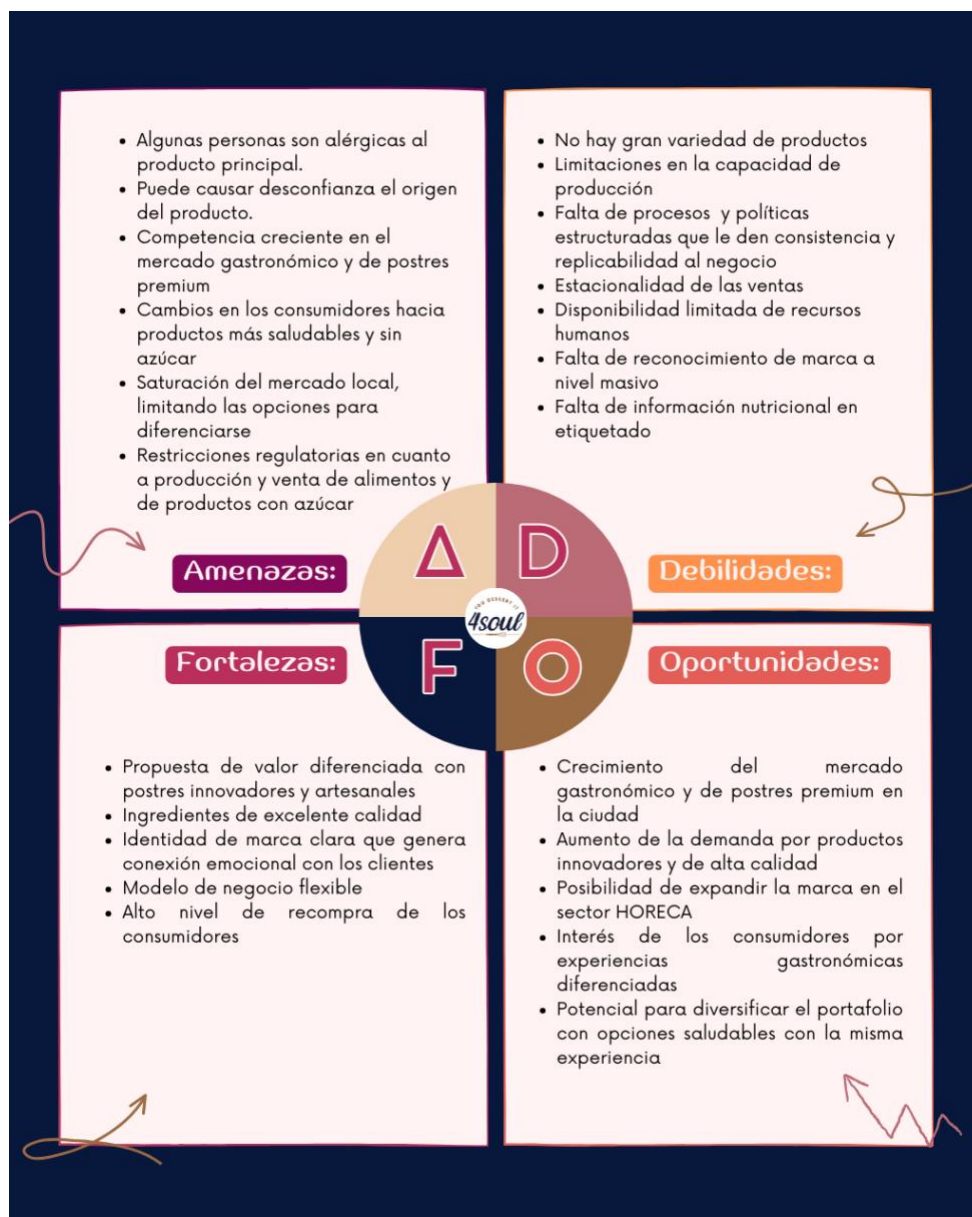 • Algunas personas son alérgicas al
producto principal.
• Puede causar desconfianza el origen
del producto.
• Competencia creciente en el
mercado gastronómico y de postres
premium
• Cambios en los consumidores hacia
productos más saludables y sin
azúcar
• Saturación del mercado local,
limitando las opciones para
diferenciarse
• Restricciones regulatorias en cuanto
a producción y venta de alimentos y
de productos con azúcar
Amenazas:
• No hay gran variedad de productos
• Limitaciones en la capacidad de
producción
• Falta de procesos y políticas
estructuradas que le den consistencia y
replicabilidad al negocio
• Estacionalidad de las ventas
• Disponibilidad limitada de recursos
humanos
• Falta de reconocimiento de marca a
nivel masivo
• Falta de información nutricional en
etiquetado
Debilidades:
A D
YOU DESSERT IT
4soul
F O
Fortalezas:
• Propuesta de valor diferenciada con
postres innovadores y artesanales
• Ingredientes de excelente calidad
• Identidad de marca clara que genera
conexión emocional con los clientes
• Modelo de negocio flexible
• Alto nivel de recompra de los
consumidores
Oportunidades:
• Crecimiento del mercado
gastronómico y de postres premium en
la ciudad
• Aumento de la demanda por productos
innovadores y de alta calidad
• Posibilidad de expandir la marca en el
sector HORECA
• Interés de los consumidores por
experiencias gastronómicas
diferenciadas
• Potencial para diversificar el portafolio
con opciones saludables con la misma
experiencia